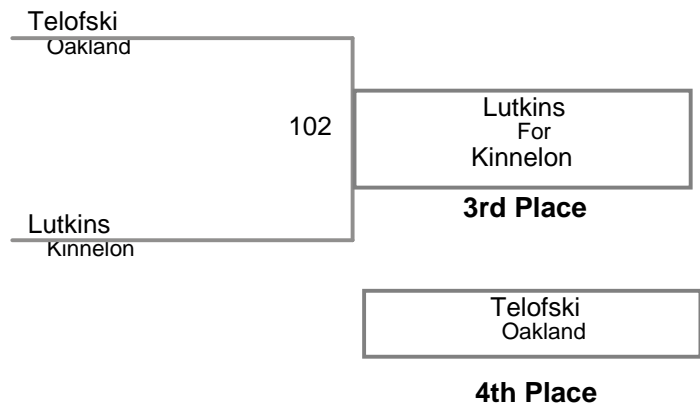 Telofski
Oakland
102
Lutkins
For
Kinnelon
3rd Place
Lutkins
Kinnelon
Telofski
Oakland
4th Place